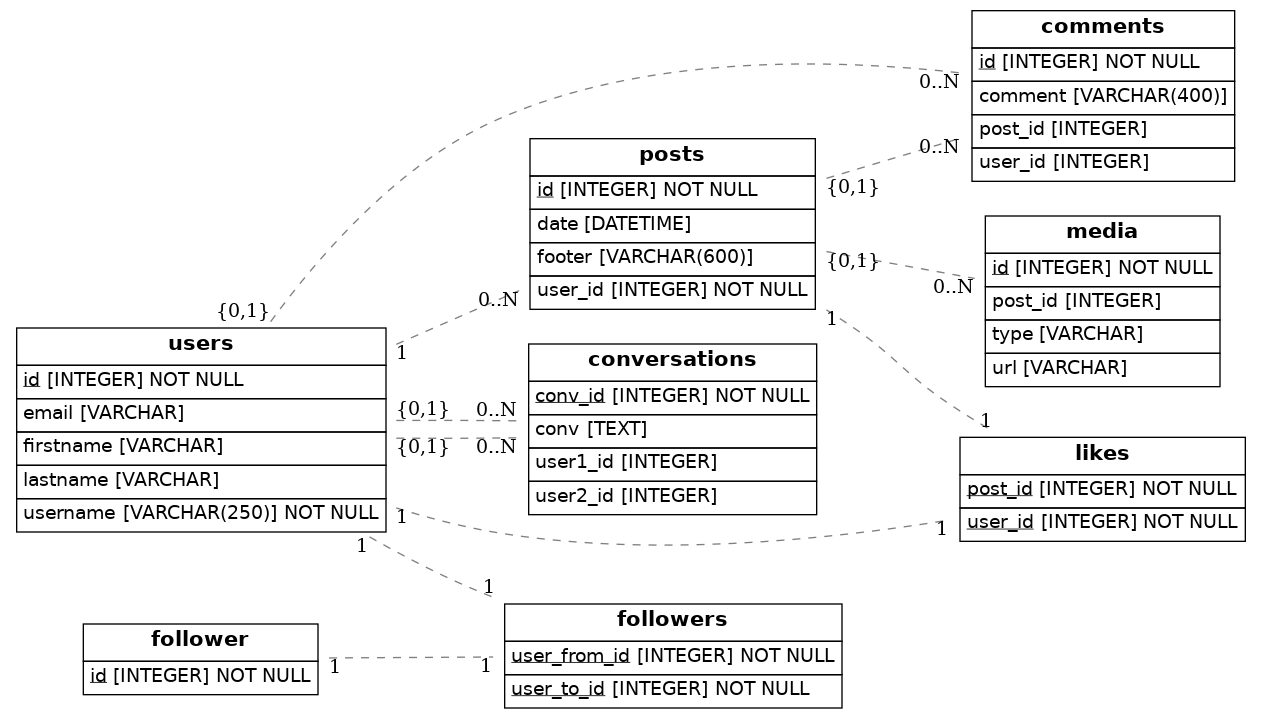 comments
id [INTEGER] NOT NULL
comment [VARCHAR(400)]
post_id [INTEGER]
user_id [INTEGER]
0..N
0..N
posts
id [INTEGER] NOT NULL
date [DATETIME]
footer [VARCHAR(600)]
user_id [INTEGER] NOT NULL
{0,1}
{0,1}
1
0..N
media
id [INTEGER] NOT NULL
post_id [INTEGER]
type [VARCHAR]
url [VARCHAR]
0..N
{0,1}
users
id [INTEGER] NOT NULL
email [VARCHAR]
firstname [VARCHAR]
lastname [VARCHAR]
username [VARCHAR(250)] NOT NULL
1
{0,1}
0..N
{0,1}
0..N
1
1
conversations
conv_id [INTEGER] NOT NULL
conv [TEXT]
user1_id [INTEGER]
user2_id [INTEGER]
1
likes
post_id [INTEGER] NOT NULL
user_id [INTEGER] NOT NULL
1
follower
id [INTEGER] NOT NULL
1
1
1
followers
user_from_id [INTEGER] NOT NULL
user_to_id [INTEGER] NOT NULL